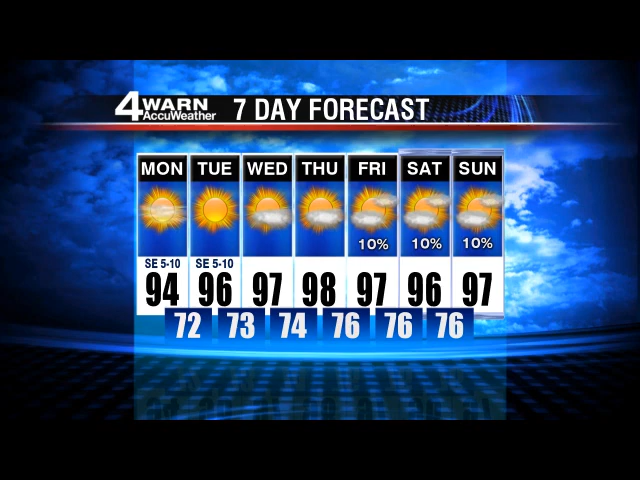 4WARN
AccuWeather
7 DAY FORECAST
MON TUE WED THU FRI SAT SUN
10% 10% 10%
SE 5-10 SE 5-10
94 96 97 98 97 96 97
72 73 74 76 76 76